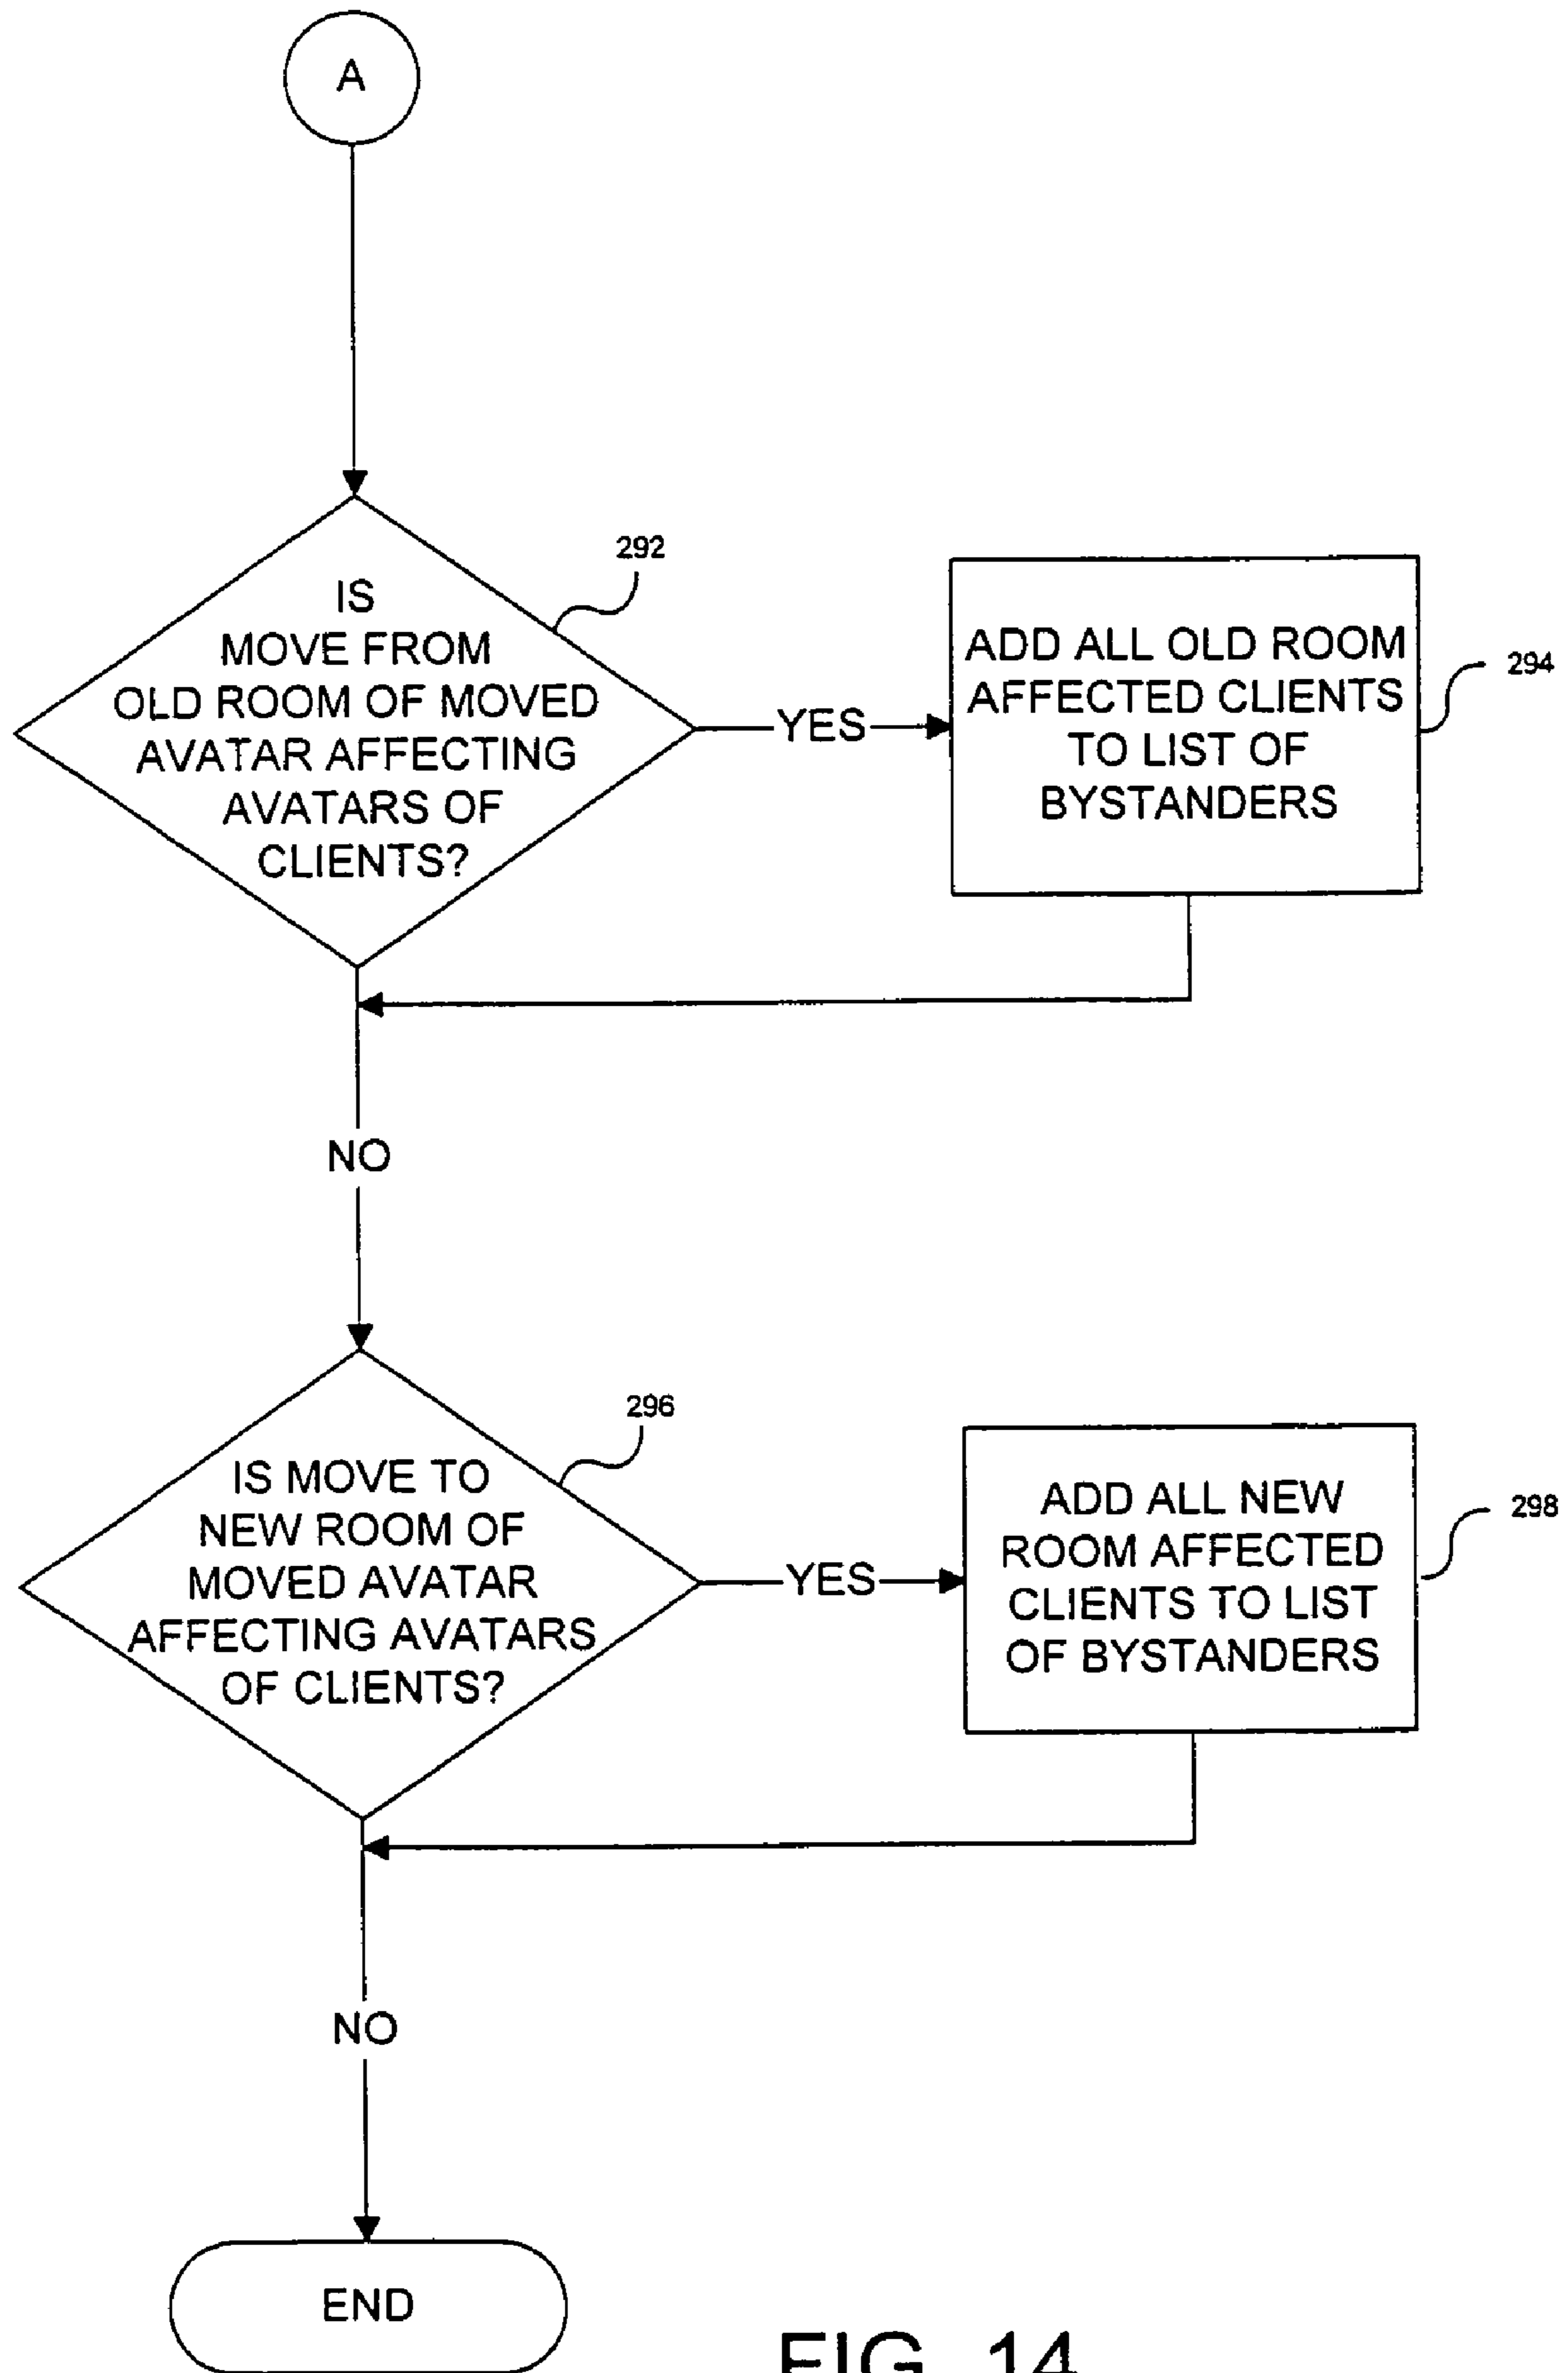 A
292
IS
MOVE FROM
OLD ROOM OF MOVED
AVATAR AFFECTING
AVATARS OF
CLIENTS?
YES
ADD ALL OLD ROOM
AFFECTED CLIENTS
TO LIST OF
BYSTANDERS
294
NO
296
IS MOVE TO
NEW ROOM OF
MOVED AVATAR
AFFECTING AVATARS
OF CLIENTS?
YES
ADD ALL NEW
ROOM AFFECTED
CLIENTS TO LIST
OF BYSTANDERS
298
NO
END
FIG. 14